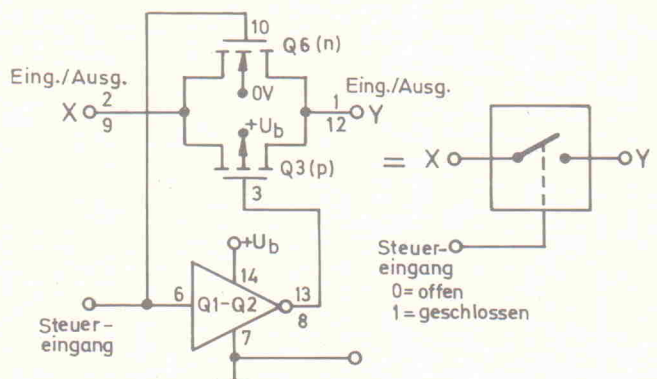 10
Q6(n)
Eing./Ausg.
X 2
9
0V
Eing./Ausg.
1 Y
12
+Ub
Q3(p)
3
= X Y
+Ub
14
6 Q1-Q2 13
8
7
Steuer-
eingang
Steuer-
eingang
0= offen
1= geschlossen